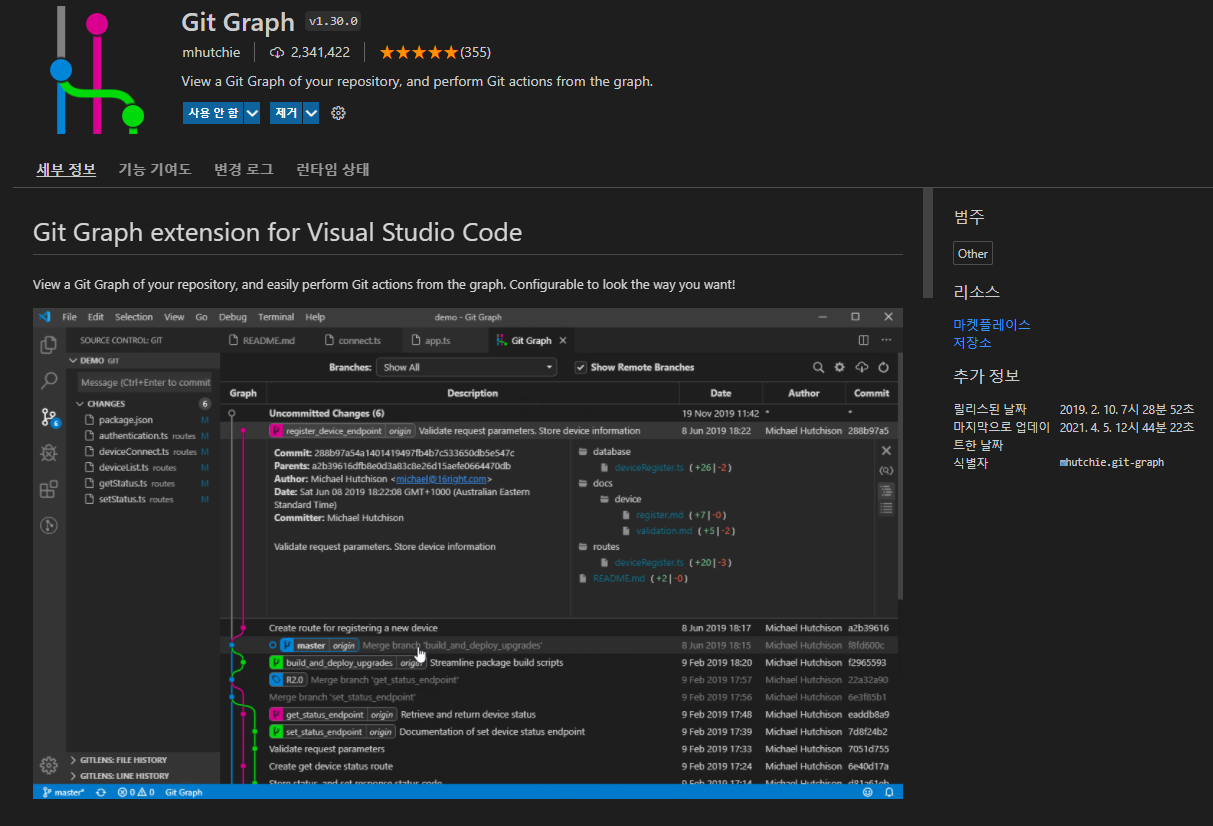 Git Graph v1.30.0
mhutchie 2,341,422 (355)
View a Git Graph of your repository, and perform Git actions from the graph.
사용 안 함 제거
세부 정보 기능 기여도 변경 로그 런타임 상태
Git Graph extension for Visual Studio Code
View a Git Graph of your repository, and easily perform Git actions from the graph. Configurable to look the way you want!
File Edit Selection View Go Debug Terminal Help demo - Git Graph
SOURCE CONTROL: GIT README.md connect.ts app.ts Git Graph
DEMO GIT
Message (Ctrl+Enter to commit
CHANGES 6
package.json M
authentication.ts routes M
deviceConnect.ts routes M
deviceList.ts routes M
getStatus.ts routes M
setStatus.ts routes M
GITLENS: FILE HISTORY
GITLENS: LINE HISTORY
Branches: Show All Show Remote Branches
Graph Description Date Author Commit
Uncommitted Changes (6) 19 Nov 2019 11:42 * *
register_device_endpoint origin Validate request parameters. Store device information 8 Jun 2019 18:22 Michael Hutchison 288b97a5
Commit: 288b97a54a1401419497fb4b7c533650db5e547c
Parents: a2b39616dfb8e0d3a83c8e26d15aefe0664470db
Author: Michael Hutchison <michael@16right.com>
Date: Sat Jun 08 2019 18:22:08 GMT+1000 (Australian Eastern
Standard Time)
Committer: Michael Hutchison
Validate request parameters. Store device information
database
deviceRegister.ts (+26|-2)
docs
device
register.md (+7|-0)
validation.md (+5|-2)
routes
deviceRegister.ts (+20|-3)
README.md (+2|-0)
Create route for registering a new device 8 Jun 2019 18:17 Michael Hutchison a2b39616
master origin Merge branch 'build_and_deploy_upgrades' 8 Jun 2019 18:15 Michael Hutchison f8fd600c
build_and_deploy_upgrades origin Streamline package build scripts 9 Feb 2019 18:20 Michael Hutchison f2965593
R2.0 Merge branch 'get_status_endpoint' 9 Feb 2019 17:57 Michael Hutchison 22a32a90
Merge branch 'set_status_endpoint' 9 Feb 2019 17:56 Michael Hutchison 6e3f85b1
get_status_endpoint origin Retrieve and return device status 9 Feb 2019 17:48 Michael Hutchison eaddb8a9
set_status_endpoint origin Documentation of set device status endpoint 9 Feb 2019 17:39 Michael Hutchison 7d8f24b2
Validate request parameters 9 Feb 2019 17:33 Michael Hutchison 7051d755
Create get device status route 9 Feb 2019 17:24 Michael Hutchison 6e40d17a
Store status, and set response status code 9 Feb 2019 17:14 Michael Hutchison d81a61eb
master* 0 0 Git Graph
범주
Other
리소스
마켓플레이스
저장소
추가 정보
릴리스된 날짜 2019. 2. 10. 7시 28분 52초
마지막으로 업데이 2021. 4. 5. 12시 44분 22초
트한 날짜
식별자 mhutchie.git-graph